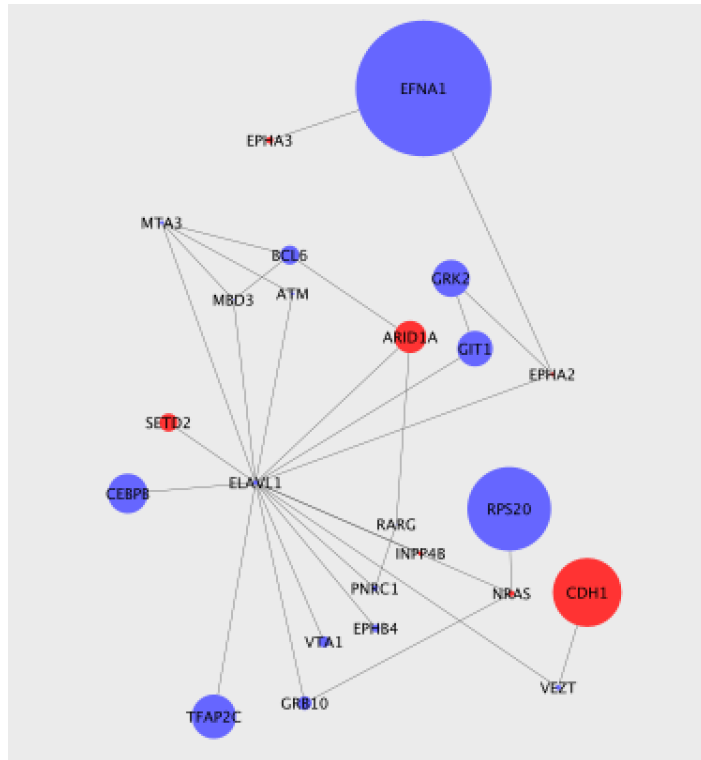 EFNA1
EPHA3
MTA3
BCL6
GRK2
MBD3
ATM
ARID1A
GIT1
EPHA2
SETD2
ELAVL1
CEBPB
RPS20
RARG
INPP4B
PNRC1
NRAS
CDH1
EPHB4
VTA1
VEZT
GRB10
TFAP2C